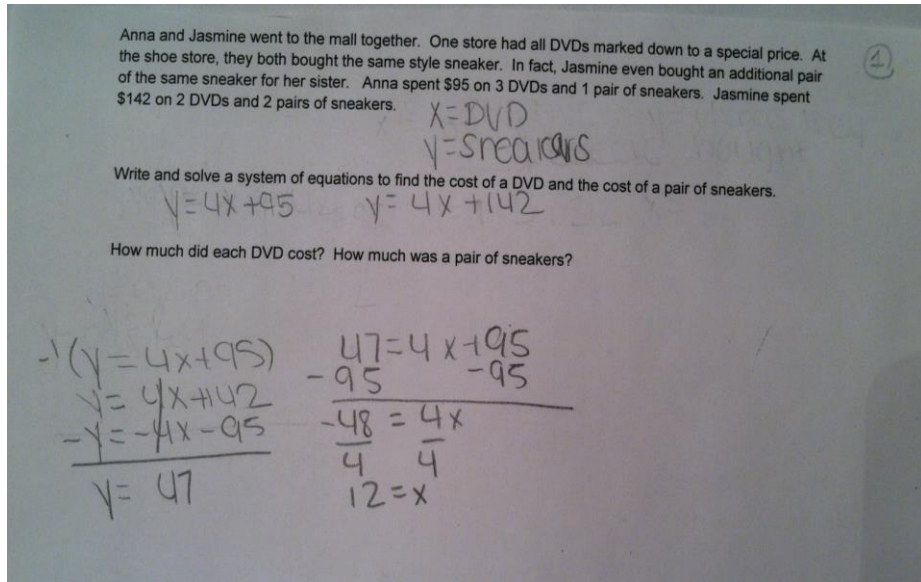 Anna and Jasmine went to the mall together. One store had all DVDs marked down to a special price. At
the shoe store, they both bought the same style sneaker. In fact, Jasmine even bought an additional pair
of the same sneaker for her sister. Anna spent $95 on 3 DVDs and 1 pair of sneakers. Jasmine spent
$142 on 2 DVDs and 2 pairs of sneakers.
1
X=DVD
y=Sneakers
Write and solve a system of equations to find the cost of a DVD and the cost of a pair of sneakers.
y=4x+95 y=4x+142
How much did each DVD cost? How much was a pair of sneakers?
-1(y=4x+95)
y=4x+142
-y=-4x-95
y= 47
47=4x+95
-95 -95
-48 = 4x
4 4
12=x